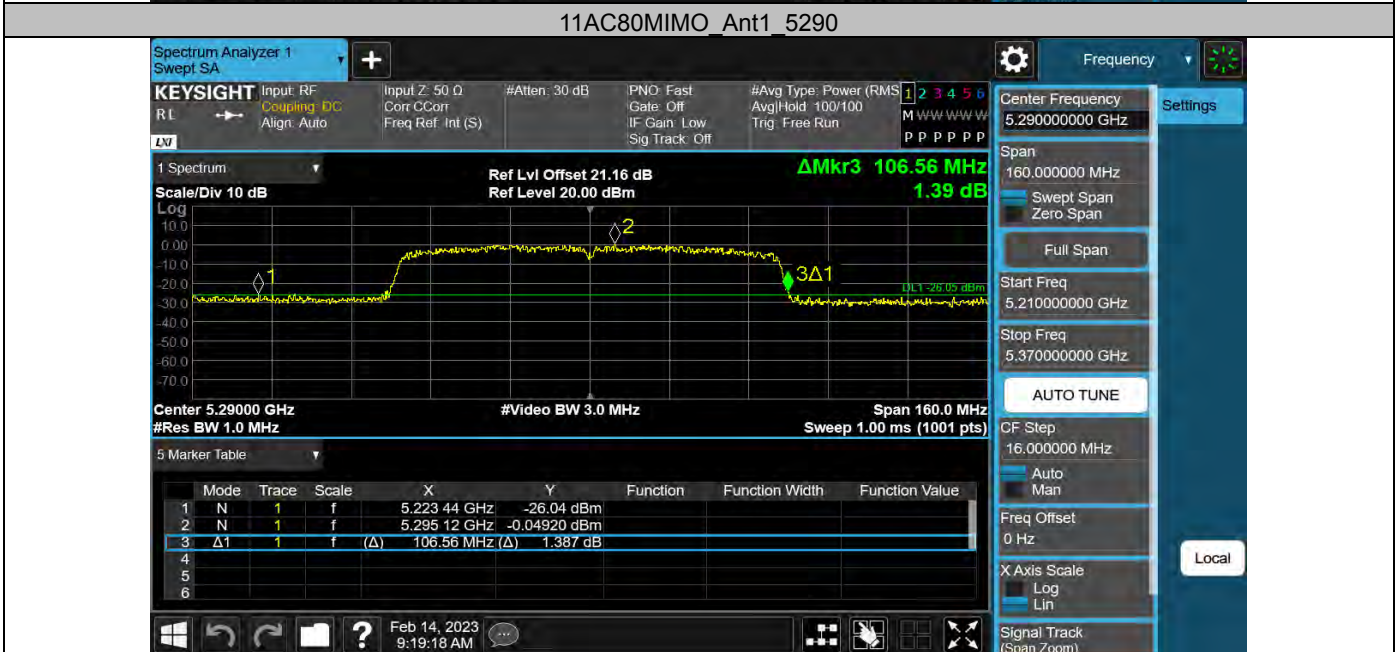 11AC80MIMO_Ant1_5290
Spectrum Analyzer 1
Swept SA
Frequency
KEYSIGHT Input: RF Input Z: 50 Ω #Atten: 30 dB PNO: Fast #Avg Type: Power (RMS 1 2 3 4 5 6
RL Coupling: DC Corr CCorr Gate: Off Avg|Hold: 100/100 M W W W W W
Align: Auto Freq Ref: Int (S) IF Gain: Low Trig: Free Run
LXI Sig Track: Off P P P P P P
Center Frequency
5.290000000 GHz
Settings
Span
160.000000 MHz
Swept Span
Zero Span
Full Span
Start Freq
5.210000000 GHz
Stop Freq
5.370000000 GHz
AUTO TUNE
CF Step
16.000000 MHz
Auto
Man
Freq Offset
0 Hz
X Axis Scale
Log
Lin
Local
Signal Track
(Span Zoom)
1 Spectrum Ref Lvl Offset 21.16 dB ΔMkr3 106.56 MHz
Scale/Div 10 dB Ref Level 20.00 dBm 1.39 dB
Log
10.0
0.00
-10.0
-20.0
-30.0
-40.0
-50.0
-60.0
-70.0
1
2
3Δ1
DL1 -26.05 dBm
Center 5.29000 GHz #Video BW 3.0 MHz Span 160.0 MHz
#Res BW 1.0 MHz Sweep 1.00 ms (1001 pts)
5 Marker Table
Mode Trace Scale X Y Function Function Width Function Value
1 N 1 f 5.223 44 GHz -26.04 dBm
2 N 1 f 5.295 12 GHz -0.04920 dBm
3 Δ1 1 f (Δ) 106.56 MHz (Δ) 1.387 dB
4
5
6
?
Feb 14, 2023
9:19:18 AM